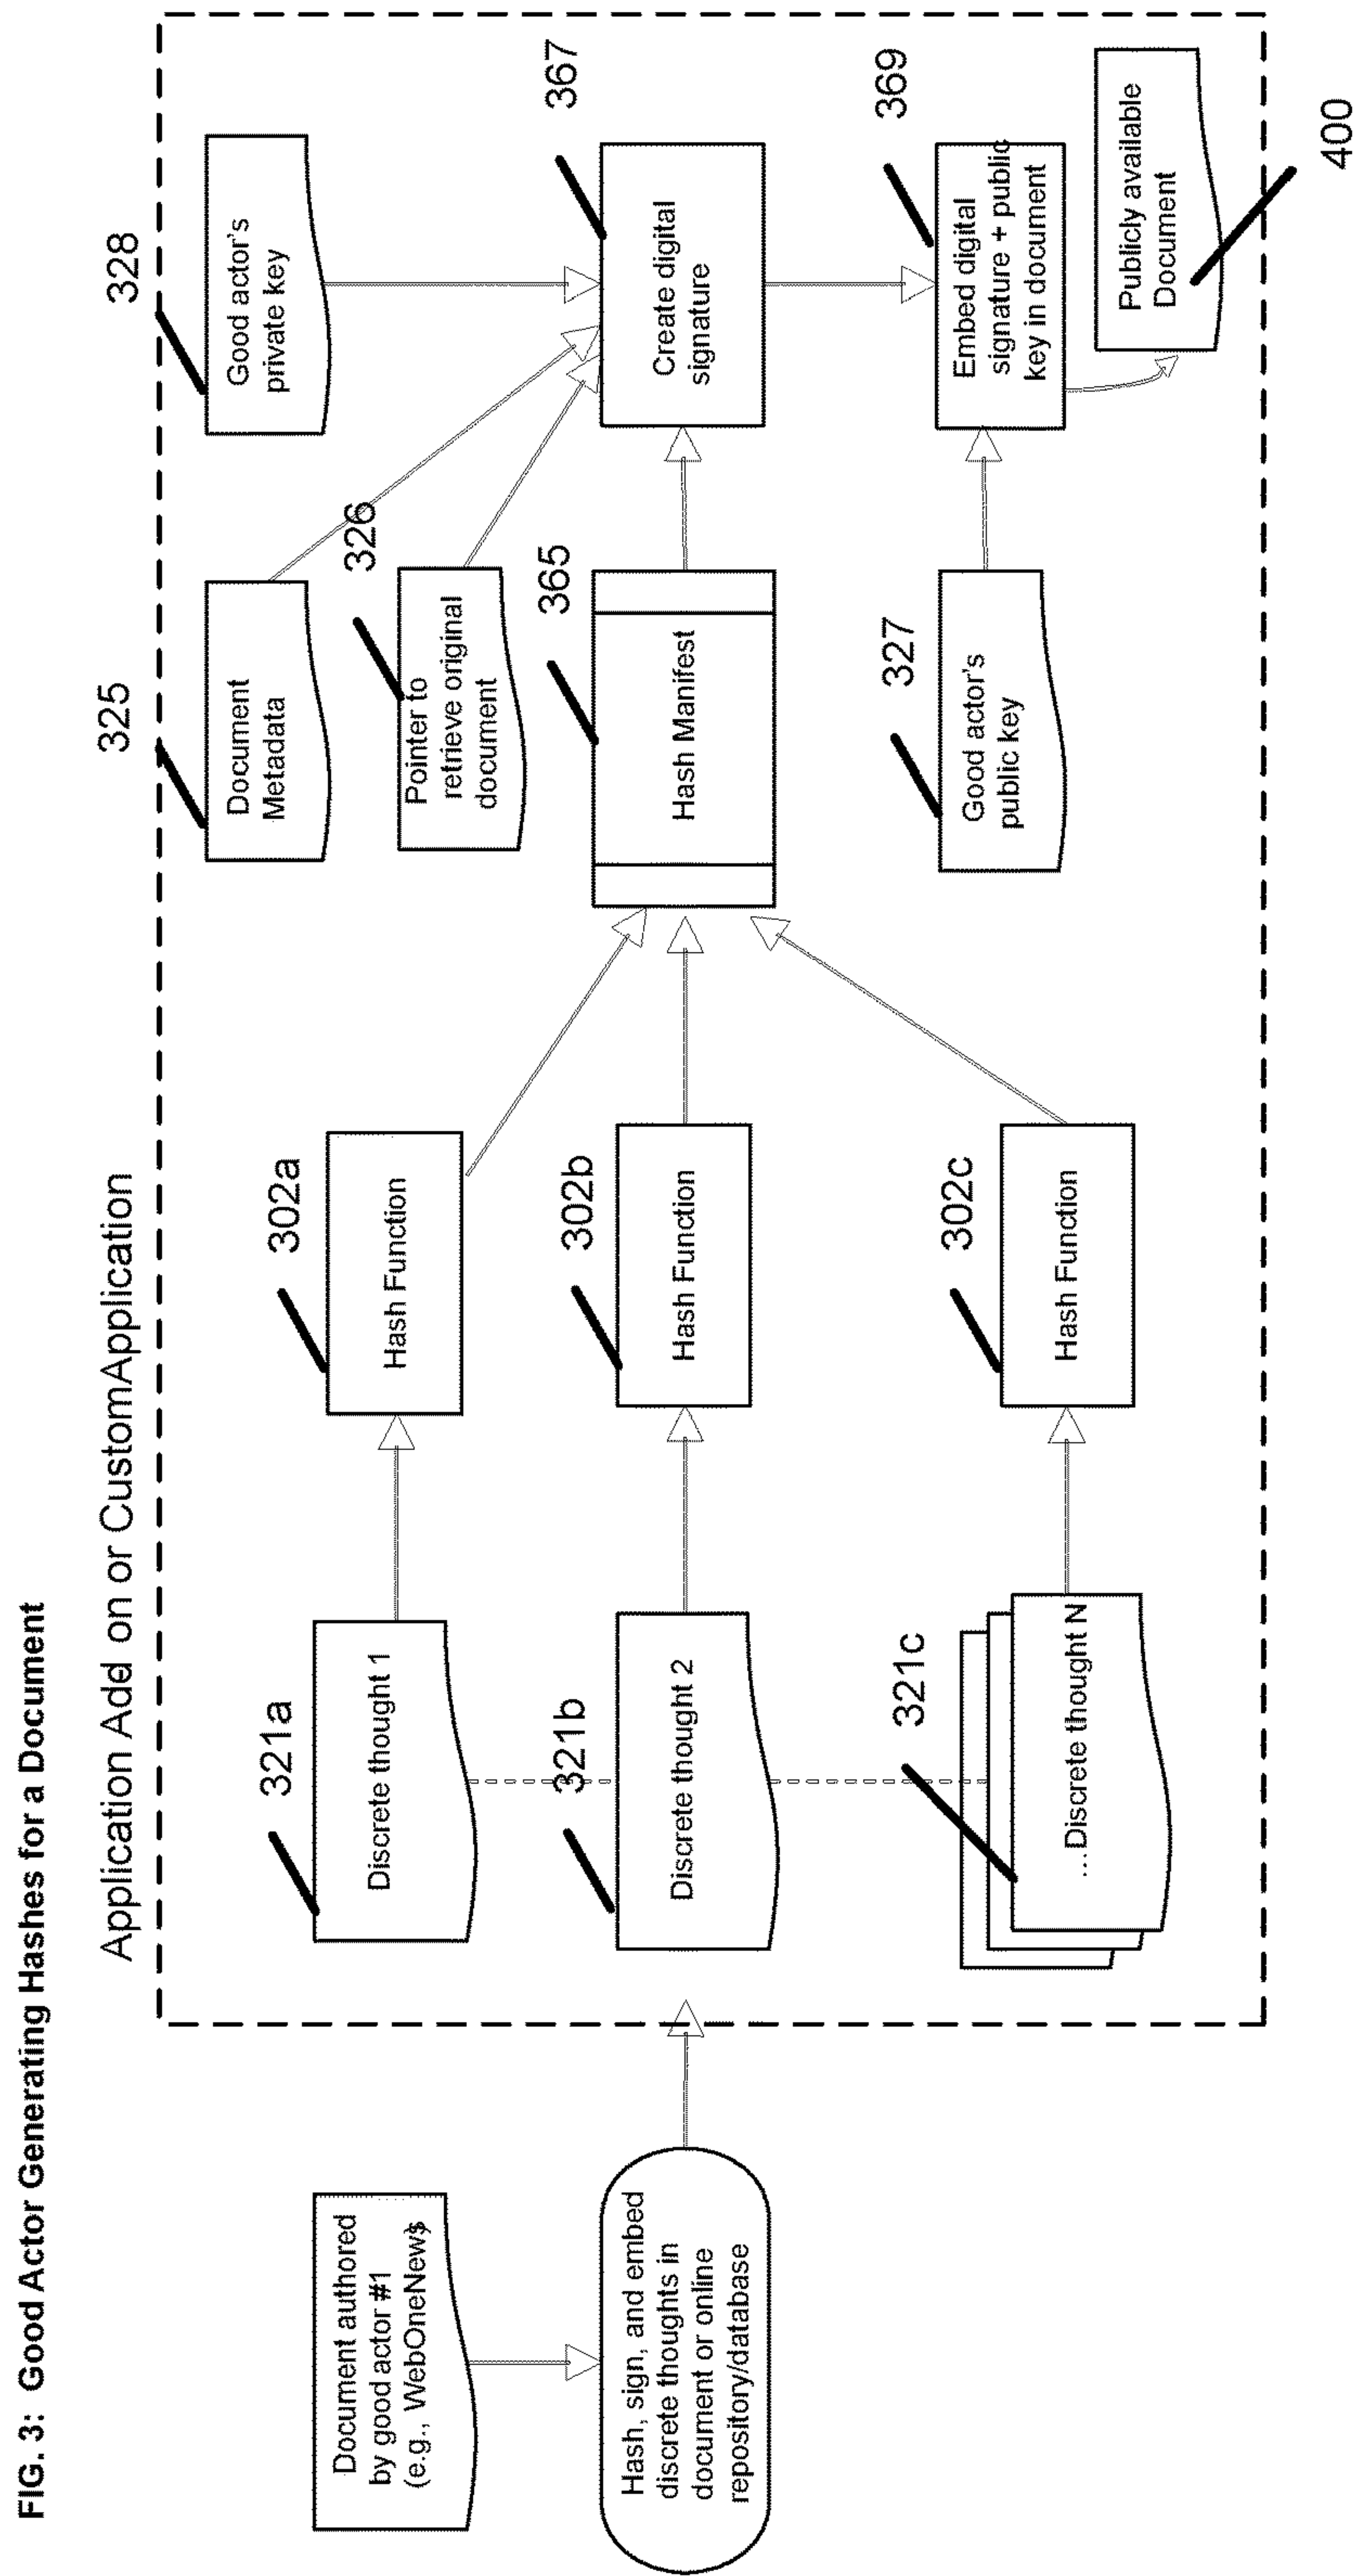 FIG. 3: Good Actor Generating Hashes for a Document
Application Add on or CustomApplication
Document authored
by good actor #1
(e.g., WebOneNews
Hash, sign, and embed
discrete thoughts in
document or online
repository/database
321a
Discrete thought 1
321b
Discrete thought 2
321c
...Discrete thought N
302a
Hash Function
302b
Hash Function
302c
Hash Function
325
Document
Metadata
326
Pointer to
retrieve original
document
365
Hash Manifest
327
Good actor's
public key
328
Good actor's
private key
367
Create digital
signature
369
Embed digital
signature + public
key in document
Publicly available
Document
400